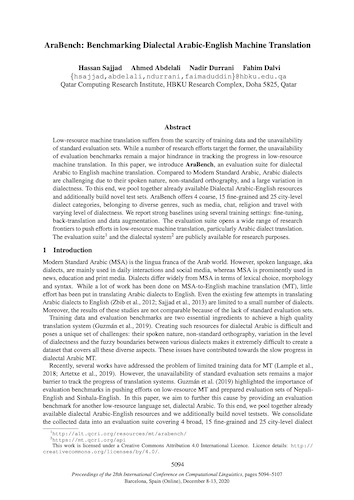 AraBench: Benchmarking Dialectal Arabic-English Machine Translation
Hassan Sajjad Ahmed Abdelali Nadir Durrani Fahim Dalvi
{hsajjad,abdelali,ndurrani,faimaduddin}@hbku.edu.qa
Qatar Computing Research Institute, HBKU Research Complex, Doha 5825, Qatar
Abstract
Low-resource machine translation suffers from the scarcity of training data and the unavailability
of standard evaluation sets. While a number of research efforts target the former, the unavailability
of evaluation benchmarks remain a major hindrance in tracking the progress in low-resource
machine translation. In this paper, we introduce AraBench, an evaluation suite for dialectal
Arabic to English machine translation. Compared to Modern Standard Arabic, Arabic dialects
are challenging due to their spoken nature, non-standard orthography, and a large variation in
dialectness. To this end, we pool together already available Dialectal Arabic-English resources
and additionally build novel test sets. AraBench offers 4 coarse, 15 fine-grained and 25 city-level
dialect categories, belonging to diverse genres, such as media, chat, religion and travel with
varying level of dialectness. We report strong baselines using several training settings: fine-tuning,
back-translation and data augmentation. The evaluation suite opens a wide range of research
frontiers to push efforts in low-resource machine translation, particularly Arabic dialect translation.
The evaluation suite1 and the dialectal system2 are publicly available for research purposes.
1 Introduction
Modern Standard Arabic (MSA) is the lingua franca of the Arab world. However, spoken language, aka
dialects, are mainly used in daily interactions and social media, whereas MSA is prominently used in
news, education and print media. Dialects differ widely from MSA in terms of lexical choice, morphology
and syntax. While a lot of work has been done on MSA-to-English machine translation (MT), little
effort has been put in translating Arabic dialects to English. Even the existing few attempts in translating
Arabic dialects to English (Zbib et al., 2012; Sajjad et al., 2013) are limited to a small number of dialects.
Moreover, the results of these studies are not comparable because of the lack of standard evaluation sets.
Training data and evaluation benchmarks are two essential ingredients to achieve a high quality
translation system (Guzmán et al., 2019). Creating such resources for dialectal Arabic is difficult and
poses a unique set of challenges: their spoken nature, non-standard orthography, variation in the level
of dialectness and the fuzzy boundaries between various dialects makes it extremely difficult to create a
dataset that covers all these diverse aspects. These issues have contributed towards the slow progress in
dialectal Arabic MT.
Recently, several works have addressed the problem of limited training data for MT (Lample et al.,
2018; Artetxe et al., 2019). However, the unavailability of standard evaluation sets remains a major
barrier to track the progress of translation systems. Guzmán et al. (2019) highlighted the importance of
evaluation benchmarks in pushing efforts on low-resource MT and prepared evaluation sets of Nepali-
English and Sinhala-English. In this paper, we aim to further this cause by providing an evaluation
benchmark for another low-resource language set, dialectal Arabic. To this end, we pool together already
available dialectal Arabic-English resources and we additionally build novel testsets. We consolidate
the collected data into an evaluation suite covering 4 broad, 15 fine-grained and 25 city-level dialect
1http://alt.qcri.org/resources/mt/arabench/
2https://mt.qcri.org/api
This work is licensed under a Creative Commons Attribution 4.0 International Licence. Licence details: http://
creativecommons.org/licenses/by/4.0/.
5094
Proceedings of the 28th International Conference on Computational Linguistics, pages 5094–5107
Barcelona, Spain (Online), December 8-13, 2020